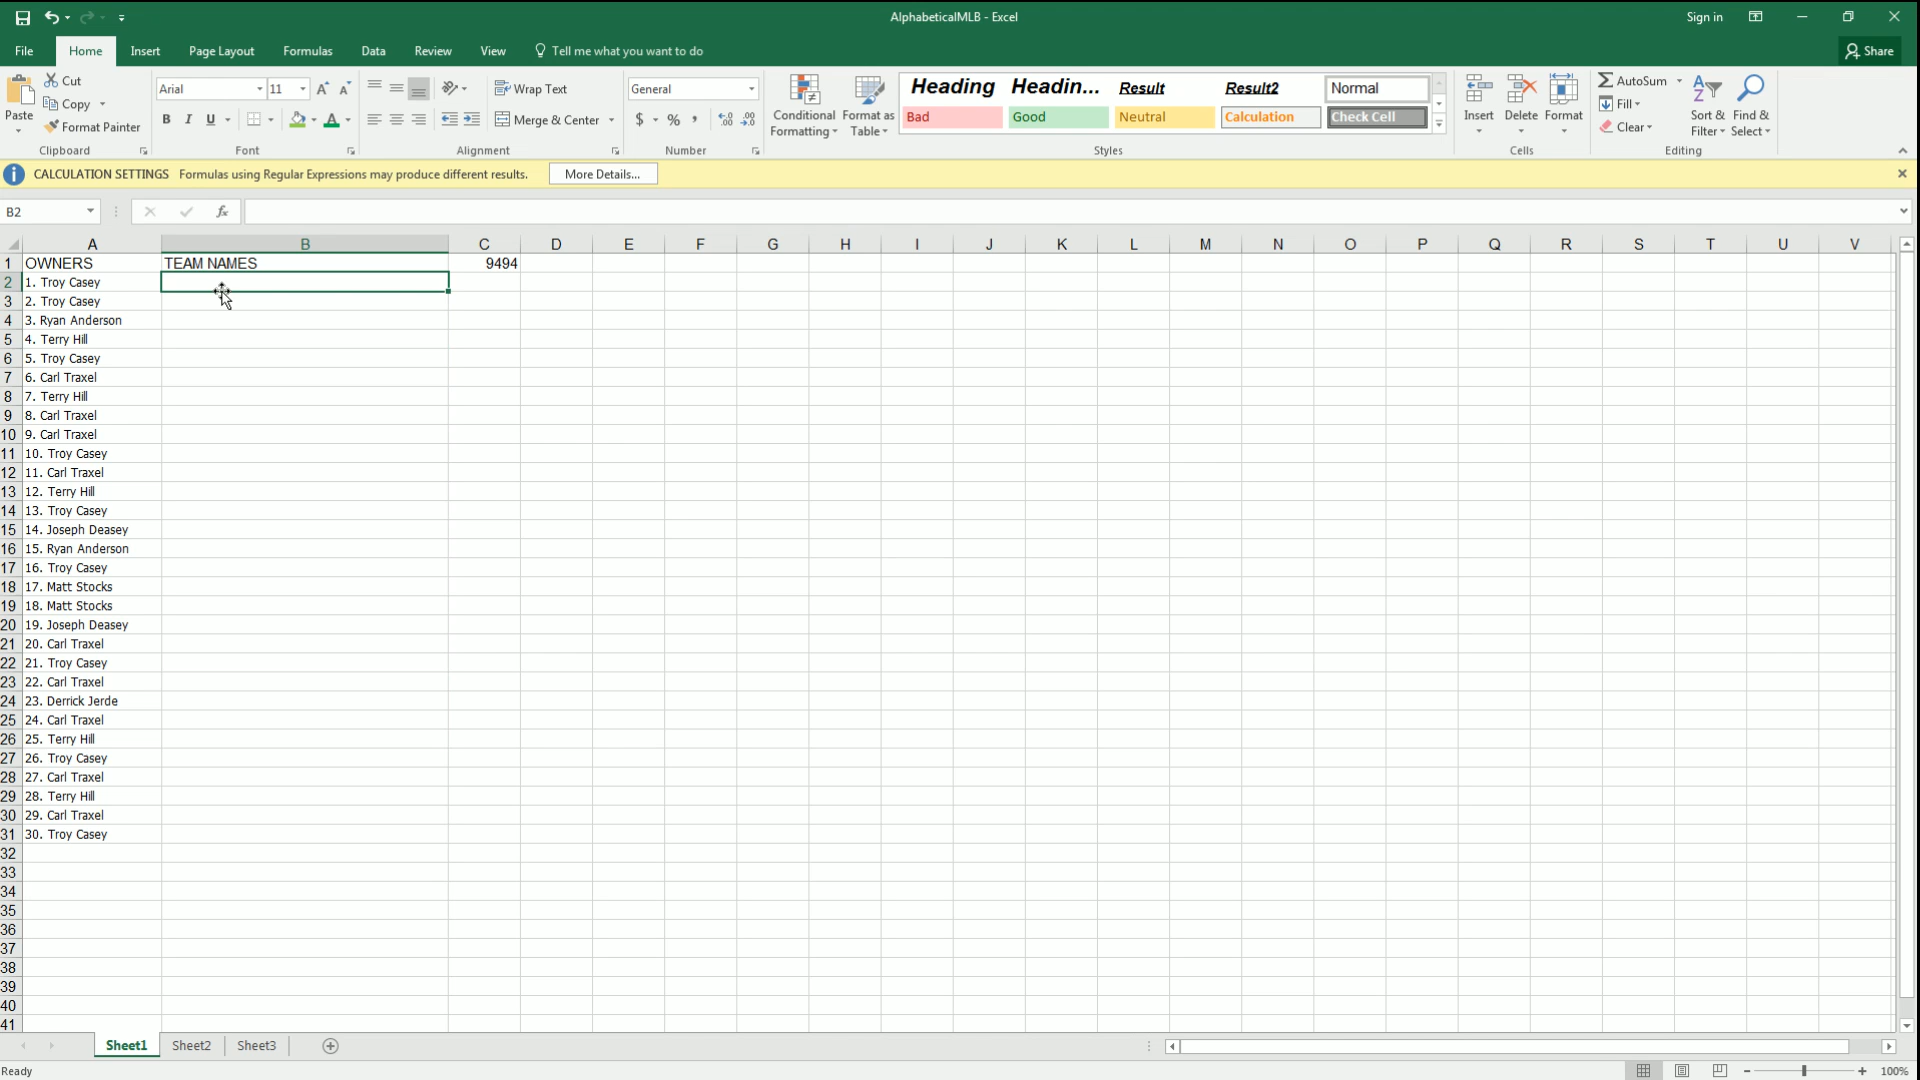 AlphabeticalMLB - Excel
Sign in
File Home Insert Page Layout Formulas Data Review View Tell me what you want to do Share
Paste
Cut
Copy
Format Painter
Clipboard
Arial 11
B I U
Font
Wrap Text
Merge & Center
Alignment
General
$ % ,
Number
Conditional Formatting
Format as Table
Heading Headin... Result Result2 Normal
Bad Good Neutral Calculation Check Cell
Styles
Insert Delete Format
Cells
AutoSum
Fill
Clear
Sort & Filter
Find & Select
Editing
CALCULATION SETTINGS Formulas using Regular Expressions may produce different results. More Details...
B2 fx
A B C D E F G H I J K L M N O P Q R S T U V
1 OWNERS TEAM NAMES 9494
2 1. Troy Casey
3 2. Troy Casey
4 3. Ryan Anderson
5 4. Terry Hill
6 5. Troy Casey
7 6. Carl Traxel
8 7. Terry Hill
9 8. Carl Traxel
10 9. Carl Traxel
11 10. Troy Casey
12 11. Carl Traxel
13 12. Terry Hill
14 13. Troy Casey
15 14. Joseph Deasey
16 15. Ryan Anderson
17 16. Troy Casey
18 17. Matt Stocks
19 18. Matt Stocks
20 19. Joseph Deasey
21 20. Carl Traxel
22 21. Troy Casey
23 22. Carl Traxel
24 23. Derrick Jerde
25 24. Carl Traxel
26 25. Terry Hill
27 26. Troy Casey
28 27. Carl Traxel
29 28. Terry Hill
30 29. Carl Traxel
31 30. Troy Casey
32
33
34
35
36
37
38
39
40
41
Sheet1 Sheet2 Sheet3
Ready
100%